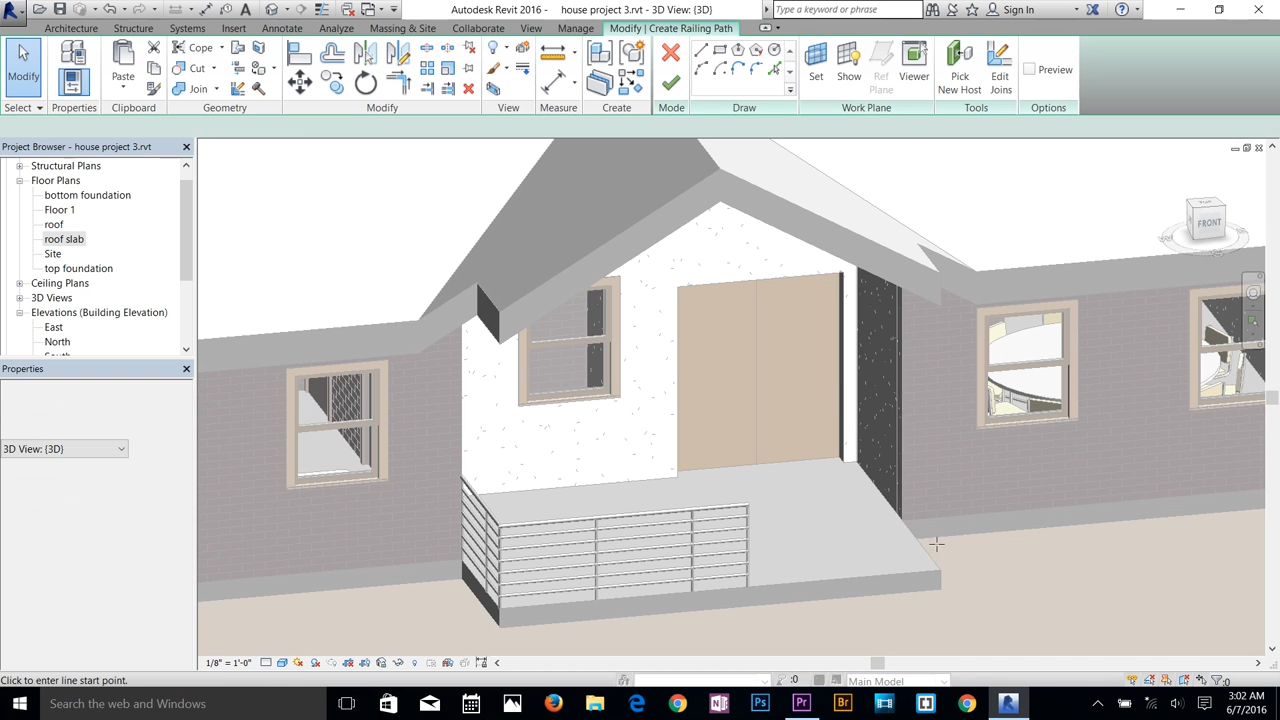 Autodesk Revit 2016 - house project 3.rvt - 3D View: {3D}
Type a keyword or phrase
Sign In
Architecture Structure Systems Insert Annotate Analyze Massing & Site Collaborate View Manage Modify | Create Railing Path
Modify
Paste
Cope
Cut
Join
Set
Show
Ref Plane
Viewer
Pick New Host
Edit Joins
Preview
Select Properties Clipboard Geometry Modify View Measure Create Mode Draw Work Plane Tools Options
Project Browser - house project 3.rvt
Structural Plans
Floor Plans
bottom foundation
Floor 1
roof
roof slab
Site
top foundation
Ceiling Plans
3D Views
Elevations (Building Elevation)
East
North
Properties
3D View: {3D}
FRONT
1/8" = 1'-0"
Click to enter line start point.
:0
Main Model
:0
Search the web and Windows
Ps
Pr
Br
3:02 AM
6/7/2016